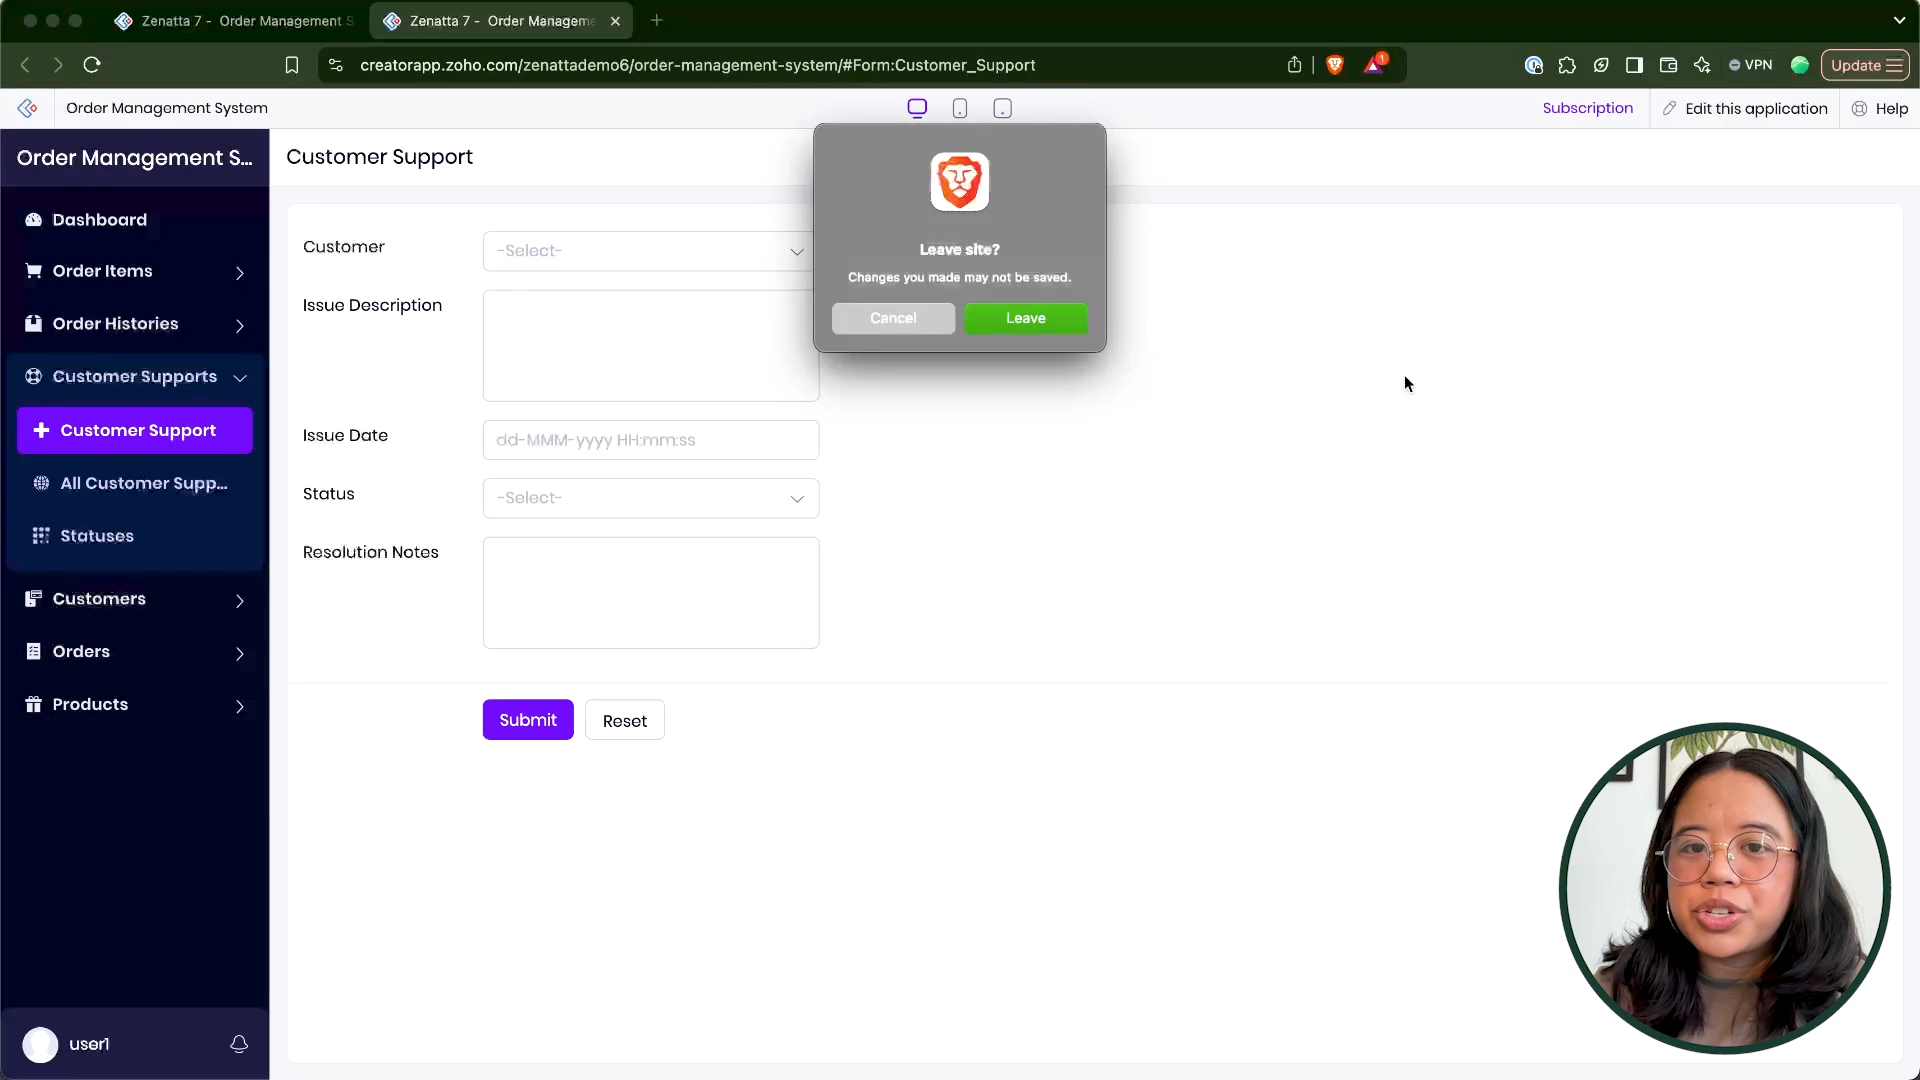 Zenatta 7 - Order Management S
Zenatta 7 - Order Managem
creatorapp.zoho.com/zenattademo6/order-management-system/#Form:Customer_Support
1
VPN
Update
Order Management System
Subscription
Edit this application
Help
Order Management S...
Customer Support
Leave site?
Changes you made may not be saved.
Cancel
Leave
Dashboard
Order Items
Order Histories
Customer Supports
Customer Support
All Customer Supp...
Statuses
Customers
Orders
Products
user1
Customer
-Select-
Issue Description
Issue Date
dd-MMM-yyyy HH:mm:ss
Status
-Select-
Resolution Notes
Submit
Reset